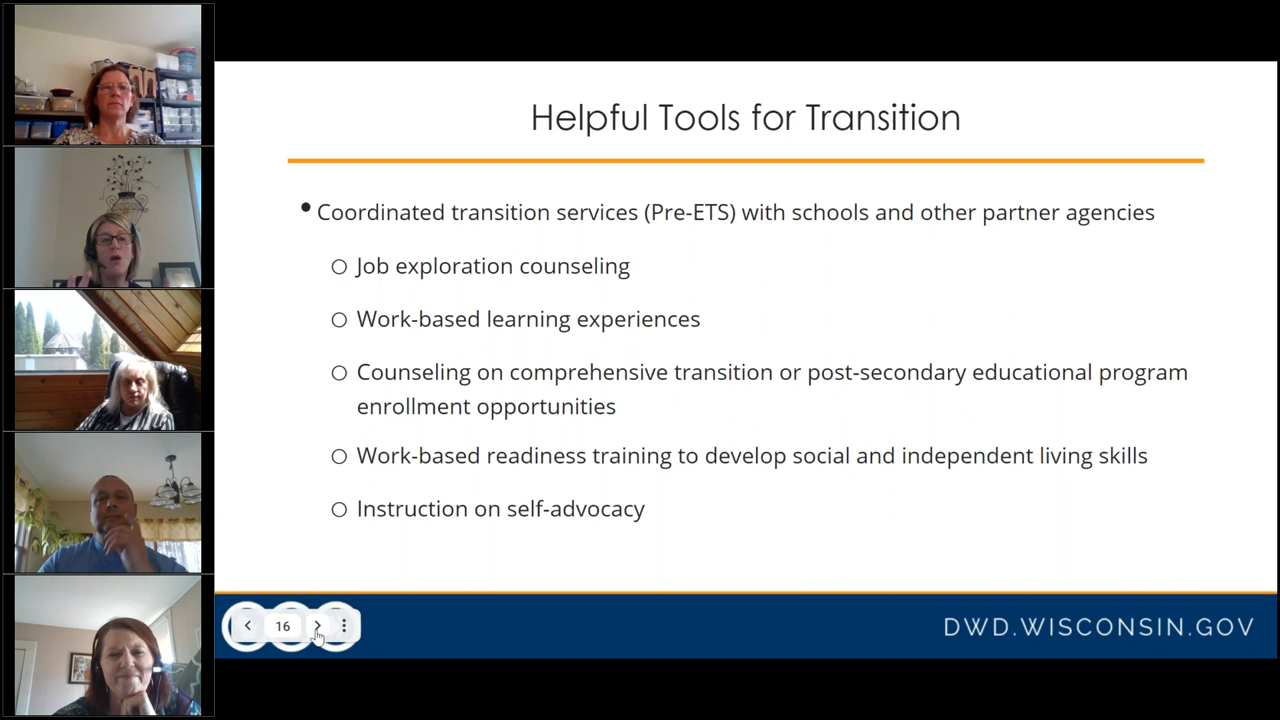 Helpful Tools for Transition
• Coordinated transition services (Pre-ETS) with schools and other partner agencies
○ Job exploration counseling
○ Work-based learning experiences
○ Counseling on comprehensive transition or post-secondary educational program
enrollment opportunities
○ Work-based readiness training to develop social and independent living skills
○ Instruction on self-advocacy
16
DWD.WISCONSIN.GOV